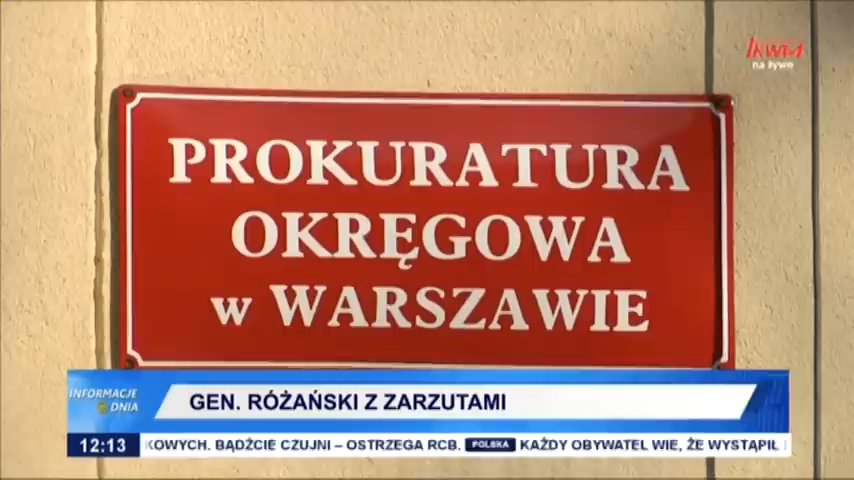 TRWAM
na żywo
PROKURATURA
OKRĘGOWA
w WARSZAWIE
INFORMACJE
DNIA
GEN. RÓŻAŃSKI Z ZARZUTAMI
12:13 KOWYCH. BĄDŹCIE CZUJNI – OSTRZEGA RCB. POLSKA KAŻDY OBYWATEL WIE, ŻE WYSTĄPIŁ